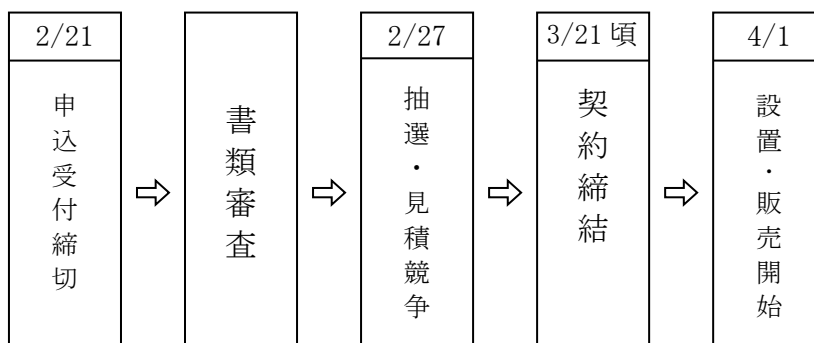 2/21
申込受付締切
書類審査
2/27
抽選・見積競争
3/21頃
契約締結
4/1
設置・販売開始